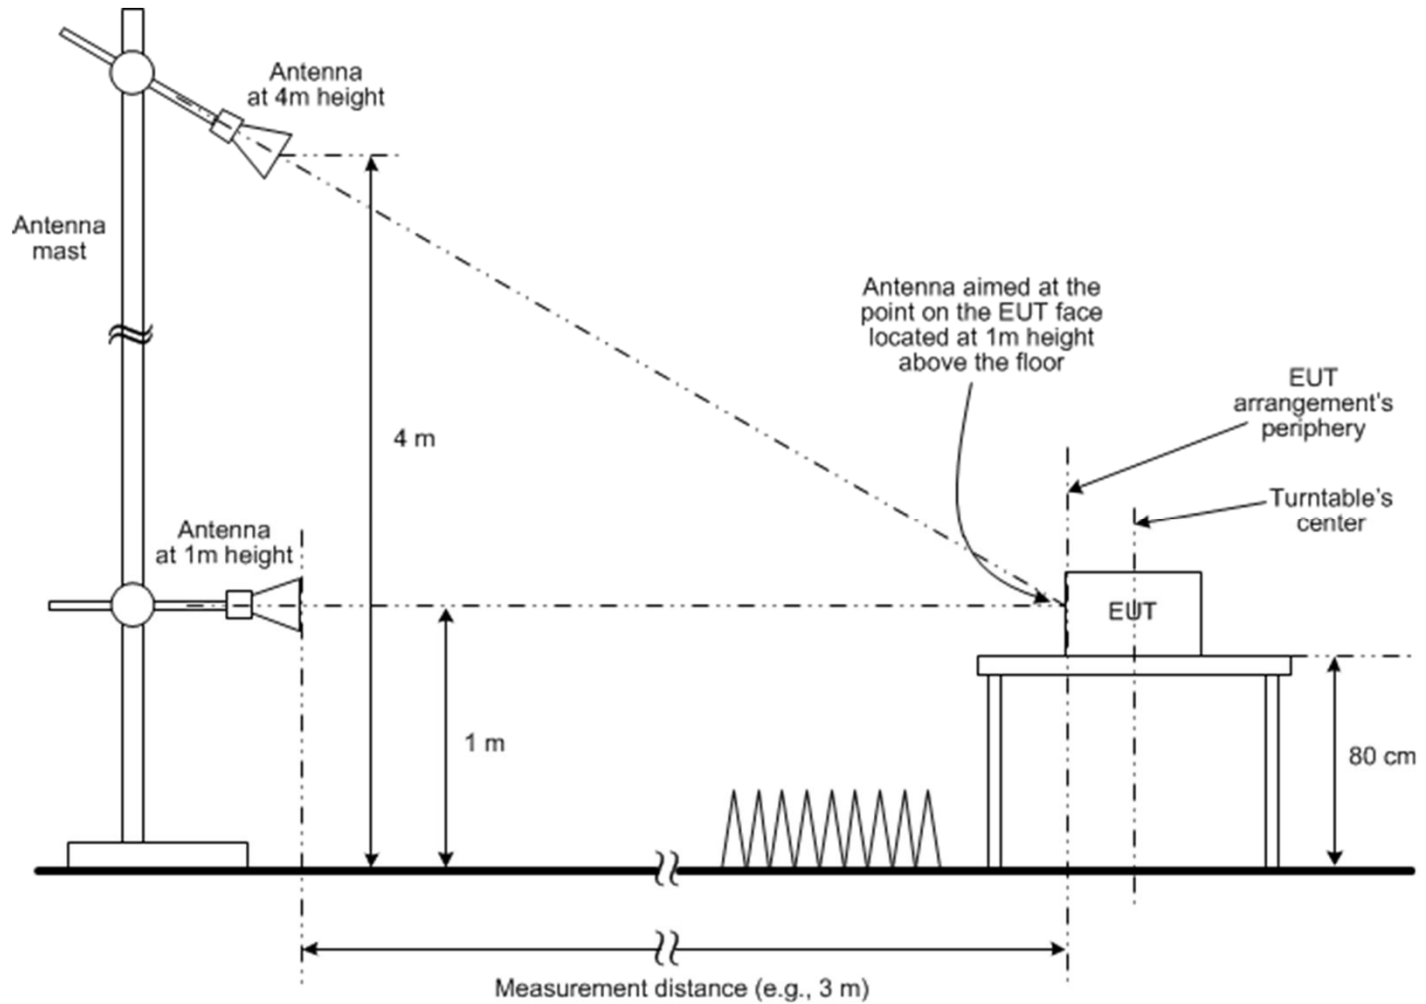 Antenna
at 4m height
Antenna
mast
Antenna aimed at the
point on the EUT face
located at 1m height
above the floor
EUT
arrangement's
periphery
4 m
Turntable's
center
Antenna
at 1m height
EUT
1 m
80 cm
Measurement distance (e.g., 3 m)